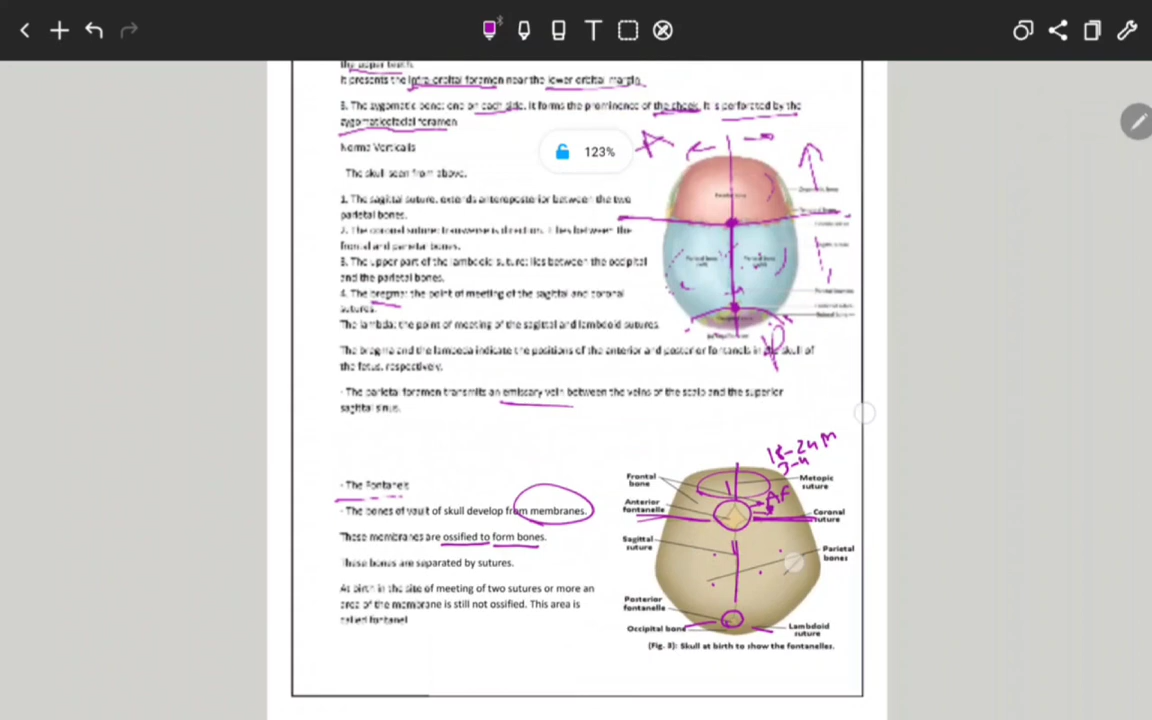 the upper teeth.
It presents the infra-orbital foramen near the lower orbital margin.
3. The zygomatic bone: one on each side. It forms the prominence of the cheek. It is perforated by the
zygomaticofacial foramen
Norma Verticalis
123%
The skull seen from above.
1. The sagittal suture, extends anteroposterior between the two
parietal bones.
2. The coronal suture: transverse is direction. It lies between the
frontal and parietal bones.
3. The upper part of the lambdoid suture: lies between the occipital
and the parietal bones.
4. The bregma: the point of meeting of the sagittal and coronal
sutures.
The lambda: the point of meeting of the sagittal and lambdoid sutures.
The bregma and the lambda indicate the positions of the anterior and posterior fontanels in the skull of
the fetus, respectively.
- The parietal foramen transmits an emissary vein between the veins of the scalp and the superior
sagittal sinus.
A
P
- The Fontanels
- The bones of vault of skull develop from membranes.
These membranes are ossified to form bones.
These bones are separated by sutures.
At birth in the site of meeting of two sutures or more an
area of the membrane is still not ossified. This area is
called fontanel
18-24 M
3-4
AF
Frontal
bone
Metopic
suture
Anterior
fontanelle
Coronal
suture
Sagittal
suture
Parietal
bones
Posterior
fontanelle
Occipital bone
Lambdoid
suture
(Fig. 3): Skull at birth to show the fontanelles.